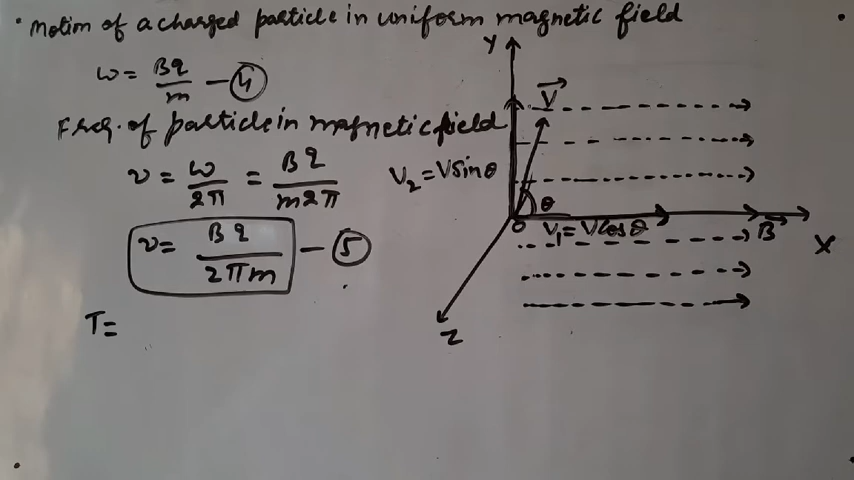 • Motion of a charged particle in uniform magnetic field
ω = Bq/m — ④
Freq. of particle in magnetic field
ν = ω/2π = Bq/m2π
ν = Bq/2πm — ⑤
T=
Y
V⃗
V₂ = V sin θ
θ
O
V₁ = V cos θ
B⃗
X
Z